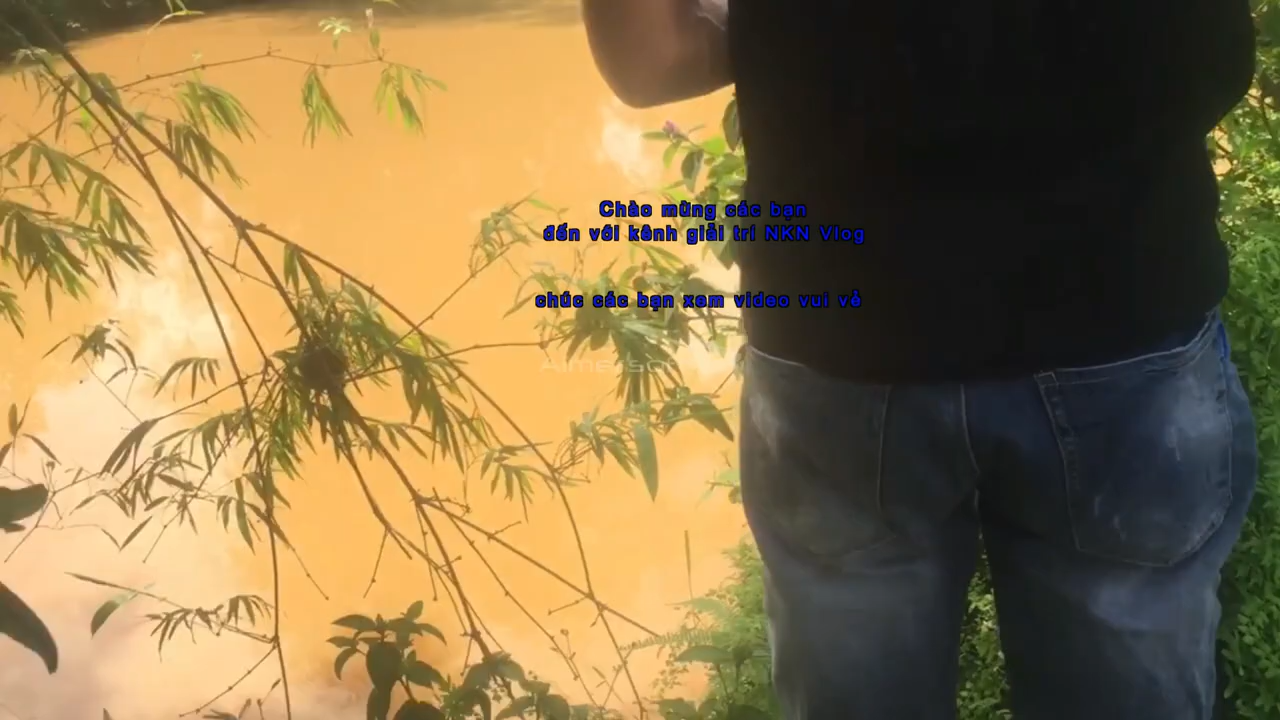 Chào mừng các bạn
đến với kênh giải trí NKN Vlog
chúc các bạn xem video vui vẻ